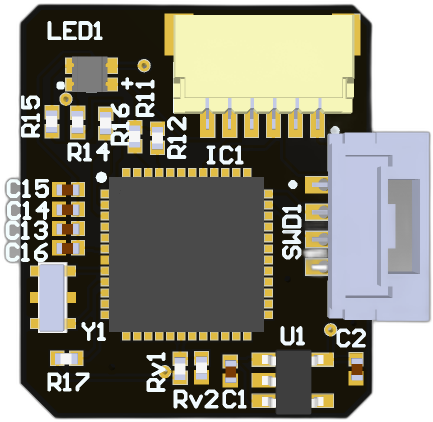 LED1
+
R15
R14
R16
R11
R12
IC1
C15
C14
C13
C16
SWD1
Y1
U1
C2
R17
Rv1
Rv2
C1